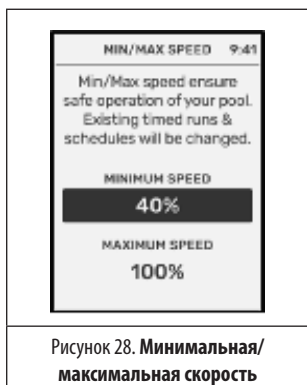 MIN/MAX SPEED 9:41
Min/Max speed ensure
safe operation of your pool.
Existing timed runs &
schedules will be changed.
MINIMUM SPEED
40%
MAXIMUM SPEED
100%
Рисунок 28. Минимальная/
максимальная скорость